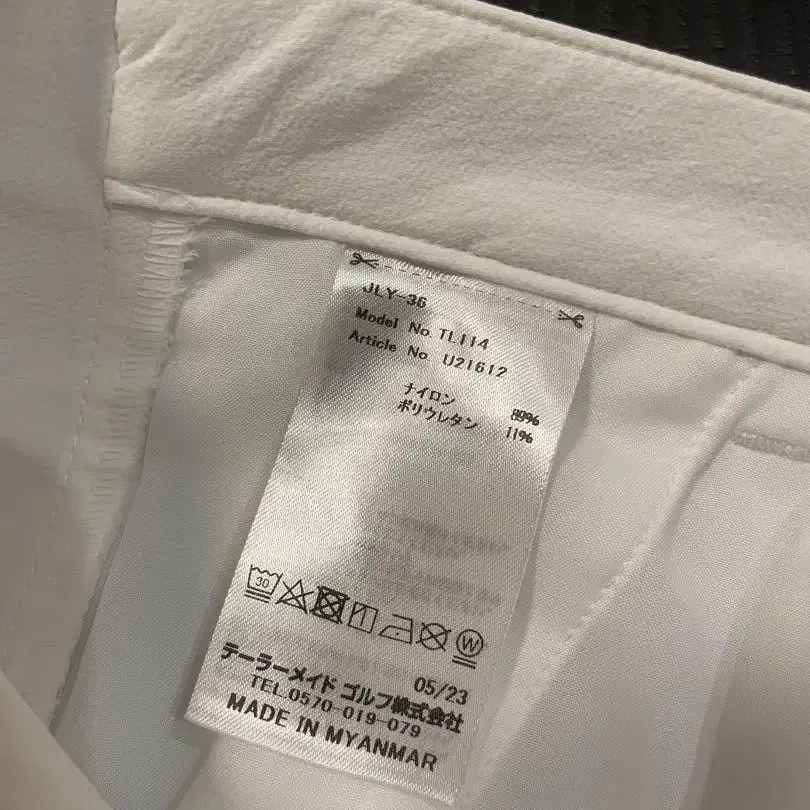 JLY-36
Model No TL114
Article No U21612
ナイロン 89%
ポリウレタン 11%
30
W
05/23
テーラーメイド ゴルフ株式会社
TEL.0570-019-079
MADE IN MYANMAR